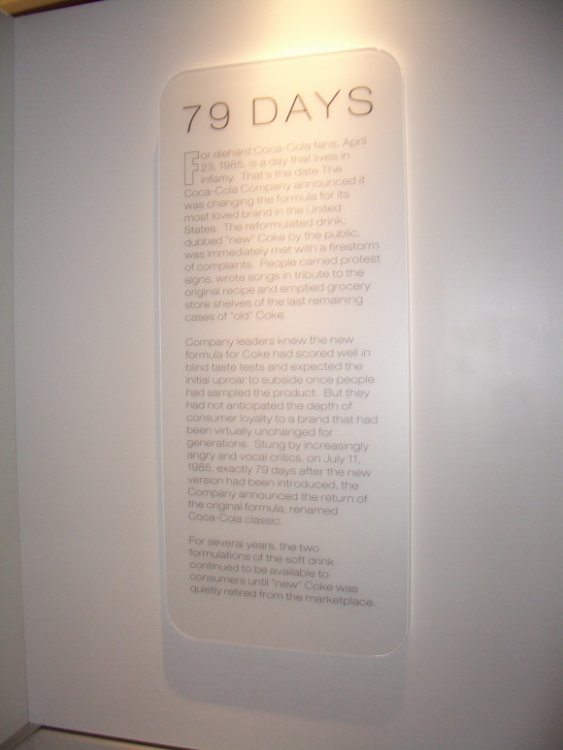 79 DAYS
For diehard Coca-Cola fans, April
23, 1985, is a day that lives in
infamy. That's the date The
Coca-Cola Company announced it
was changing the formula for its
most loved brand in the United
States. The reformulated drink,
dubbed "new" Coke by the public,
was immediately met with a firestorm
of complaints. People carried protest
signs, wrote songs in tribute to the
original recipe and emptied grocery
store shelves of the last remaining
cases of "old" Coke.
Company leaders knew the new
formula for Coke had scored well in
blind taste tests and expected the
initial uproar to subside once people
had sampled the product. But they
had not anticipated the depth of
consumer loyalty to a brand that had
been virtually unchanged for
generations. Stung by increasingly
angry and vocal critics, on July 11,
1985, exactly 79 days after the new
version had been introduced, the
Company announced the return of
the original formula, renamed
Coca-Cola classic.
For several years, the two
formulations of the soft drink
continued to be available to
consumers until "new" Coke was
quietly retired from the marketplace.